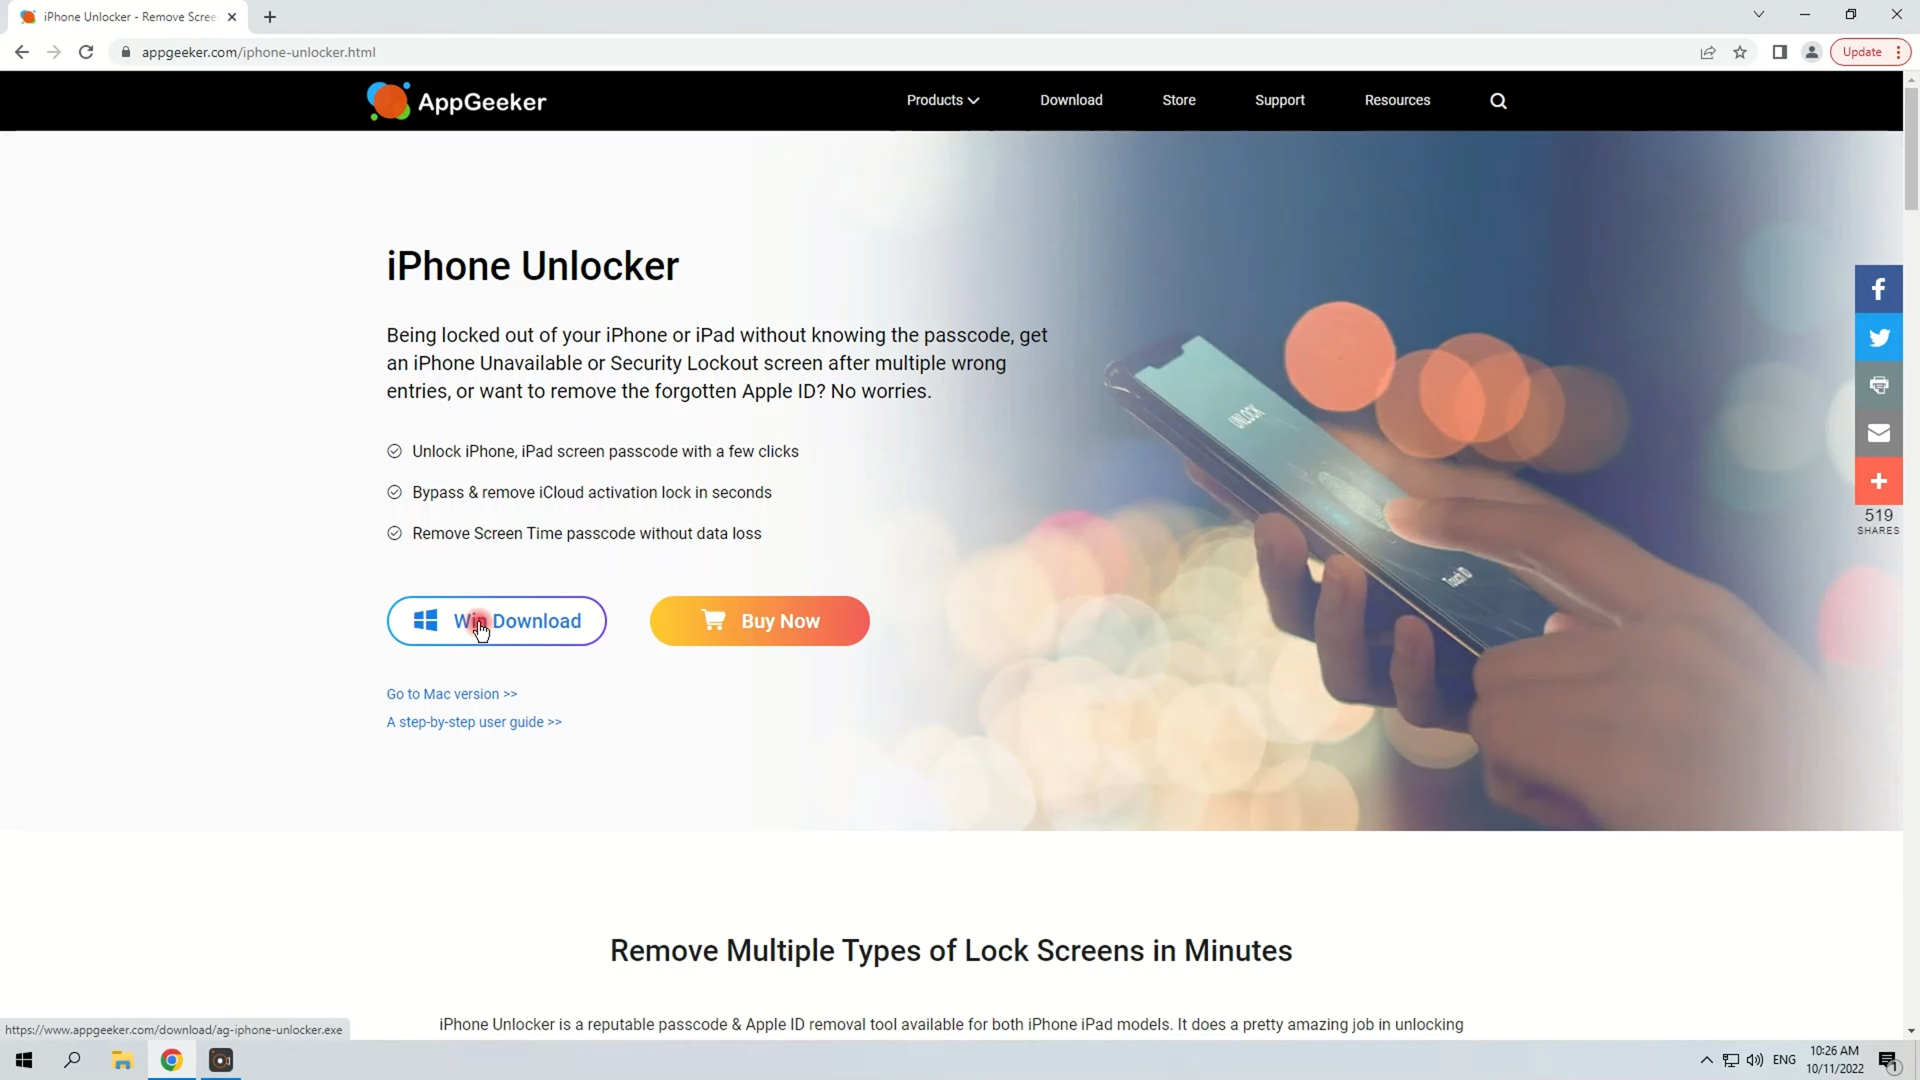 iPhone Unlocker - Remove Scree
appgeeker.com/iphone-unlocker.html
Update
AppGeeker
Products
Download
Store
Support
Resources
iPhone Unlocker
Being locked out of your iPhone or iPad without knowing the passcode, get
an iPhone Unavailable or Security Lockout screen after multiple wrong
entries, or want to remove the forgotten Apple ID? No worries.
Unlock iPhone, iPad screen passcode with a few clicks
Bypass & remove iCloud activation lock in seconds
Remove Screen Time passcode without data loss
Win Download
Buy Now
Go to Mac version >>
A step-by-step user guide >>
UNLOCK
Touch ID
519
SHARES
Remove Multiple Types of Lock Screens in Minutes
iPhone Unlocker is a reputable passcode & Apple ID removal tool available for both iPhone iPad models. It does a pretty amazing job in unlocking
https://www.appgeeker.com/download/ag-iphone-unlocker.exe
ENG
10:26 AM
10/11/2022
1